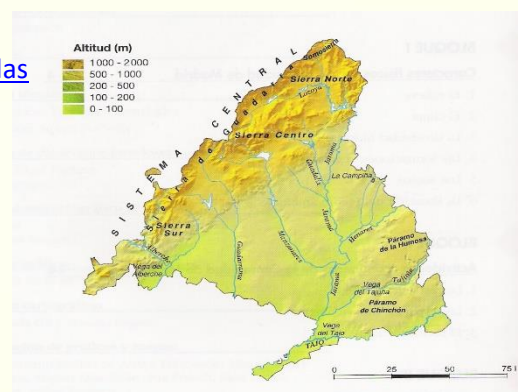 las
Altitud (m)
1000 - 2000
500 - 1000
200 - 500
100 - 200
0 - 100
SISTEMA CENTRAL
Sierra de Guadarrama
Somosierra
Sierra Norte
Lozoya
Sierra Centro
Jarama
Guadalix
La Campiña
Sierra
Sur
Jarama
Henares
Manzanares
Guadarrama
Páramo
de la Humosa
Alberche
Vega del
Alberche
Jarama
Tajuña
Vega
del Tajuña
Páramo
de Chinchón
Vega
del Tajo
TAJO
0 25 50 75